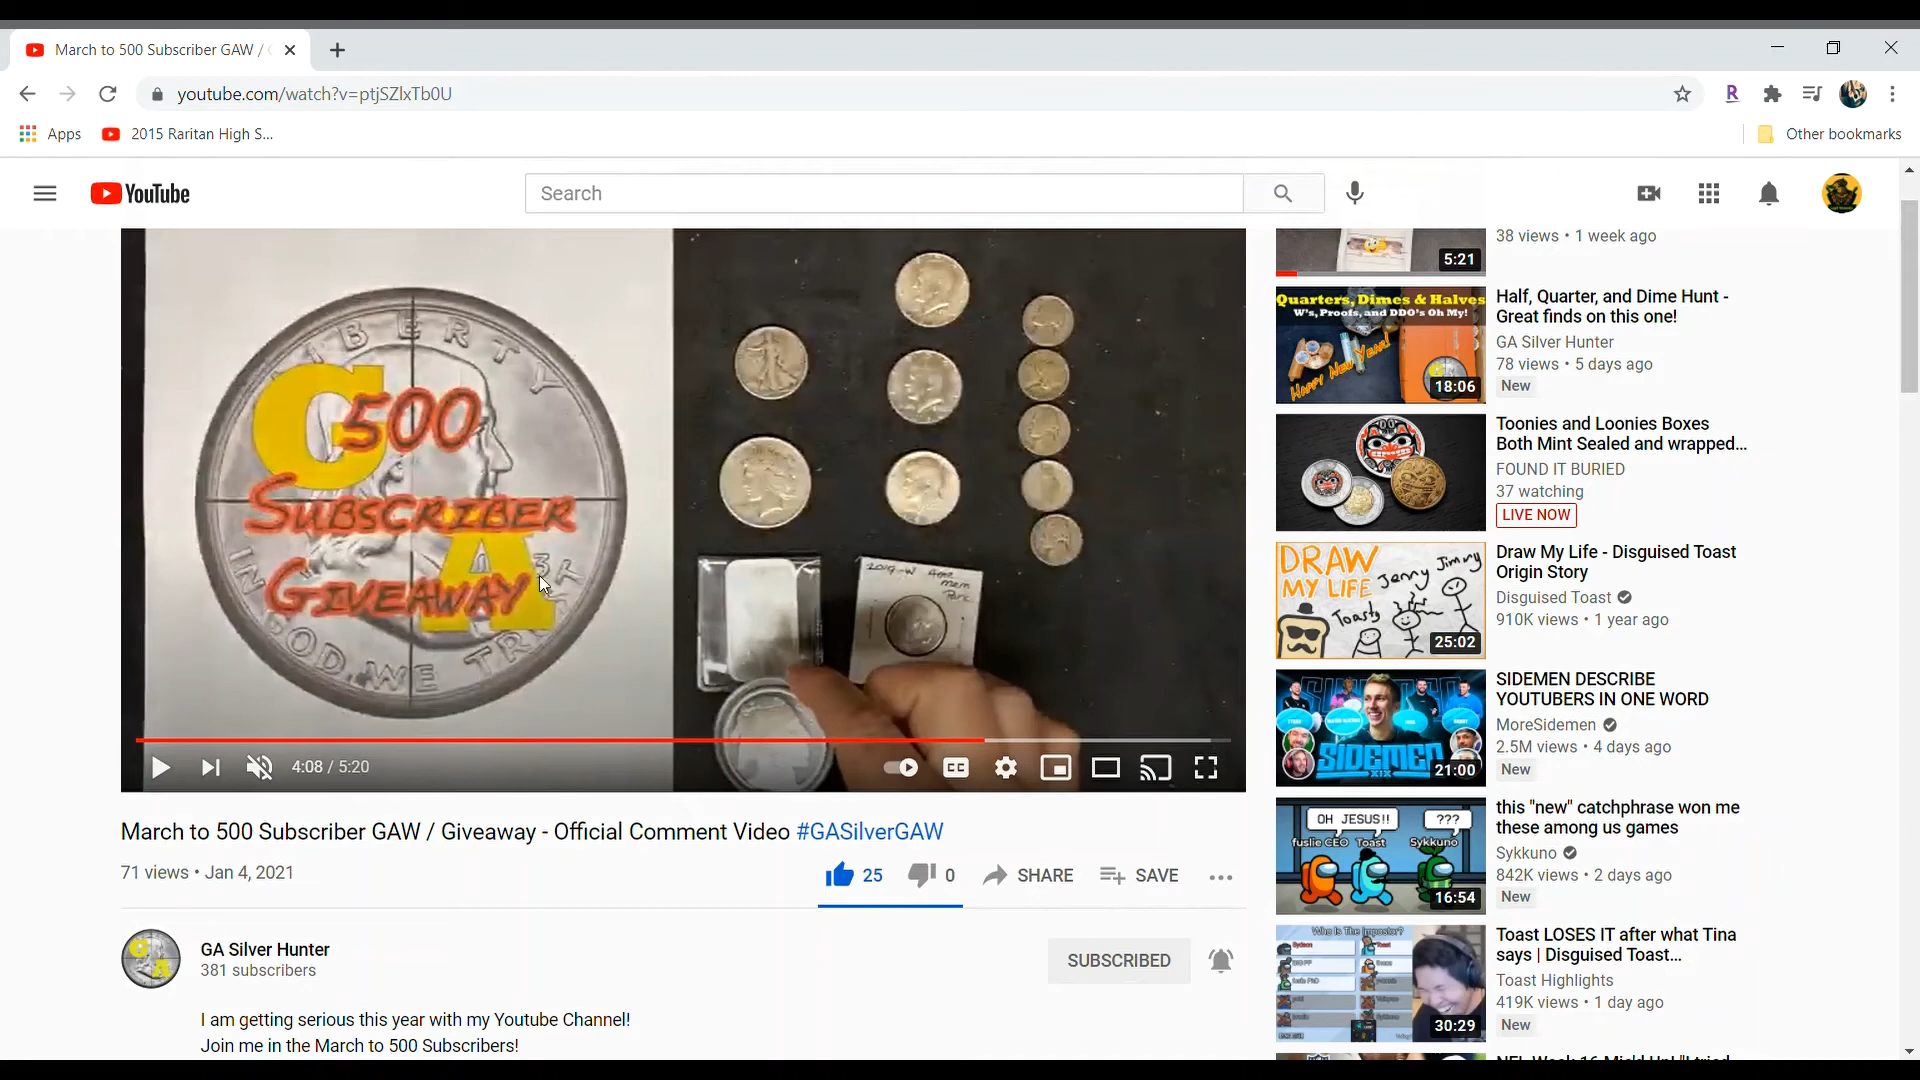 March to 500 Subscriber GAW /
youtube.com/watch?v=ptjSZlxTb0U
R
Apps
2015 Raritan High S...
Other bookmarks
YouTube
Search
LIBERTY
G
500
SUBSCRIBER
A
GIVEAWAY
IN GOD WE TRUST
2019-W
4:08 / 5:20
CC
March to 500 Subscriber GAW / Giveaway - Official Comment Video #GASilverGAW
71 views • Jan 4, 2021
25
0
SHARE
SAVE
GA Silver Hunter
381 subscribers
SUBSCRIBED
I am getting serious this year with my Youtube Channel!
Join me in the March to 500 Subscribers!
5:21
38 views • 1 week ago
Quarters, Dimes & Halves
W's, Proofs, and DDO's Oh My!
Happy New Year!
18:06
Half, Quarter, and Dime Hunt -
Great finds on this one!
GA Silver Hunter
78 views • 5 days ago
New
Toonies and Loonies Boxes
Both Mint Sealed and wrapped...
FOUND IT BURIED
37 watching
LIVE NOW
DRAW
MY LIFE
Jenny
Jimmy
Toasty
25:02
Draw My Life - Disguised Toast
Origin Story
Disguised Toast
910K views • 1 year ago
SIDEMEN
21:00
SIDEMEN DESCRIBE
YOUTUBERS IN ONE WORD
MoreSidemen
2.5M views • 4 days ago
New
OH JESUS!!
???
fuslie CEO
Toast
Sykkuno
16:54
this "new" catchphrase won me
these among us games
Sykkuno
842K views • 2 days ago
New
Who Is The Impostor?
30:29
Toast LOSES IT after what Tina
says | Disguised Toast...
Toast Highlights
419K views • 1 day ago
New